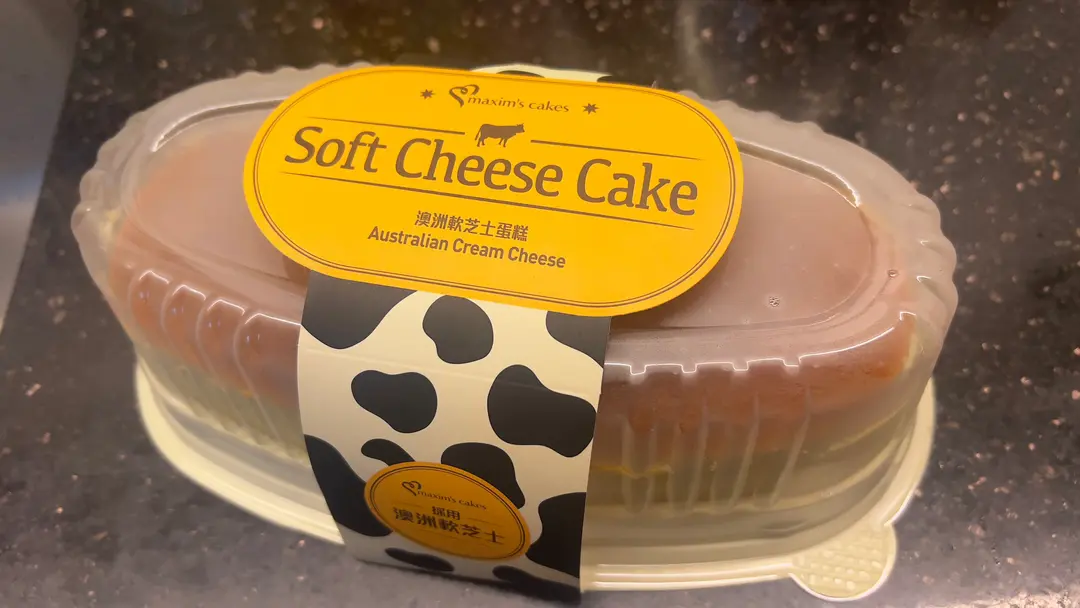 maxim's cakes
Soft Cheese Cake
澳洲軟芝士蛋糕
Australian Cream Cheese
maxim's cakes
採用
澳洲軟芝士